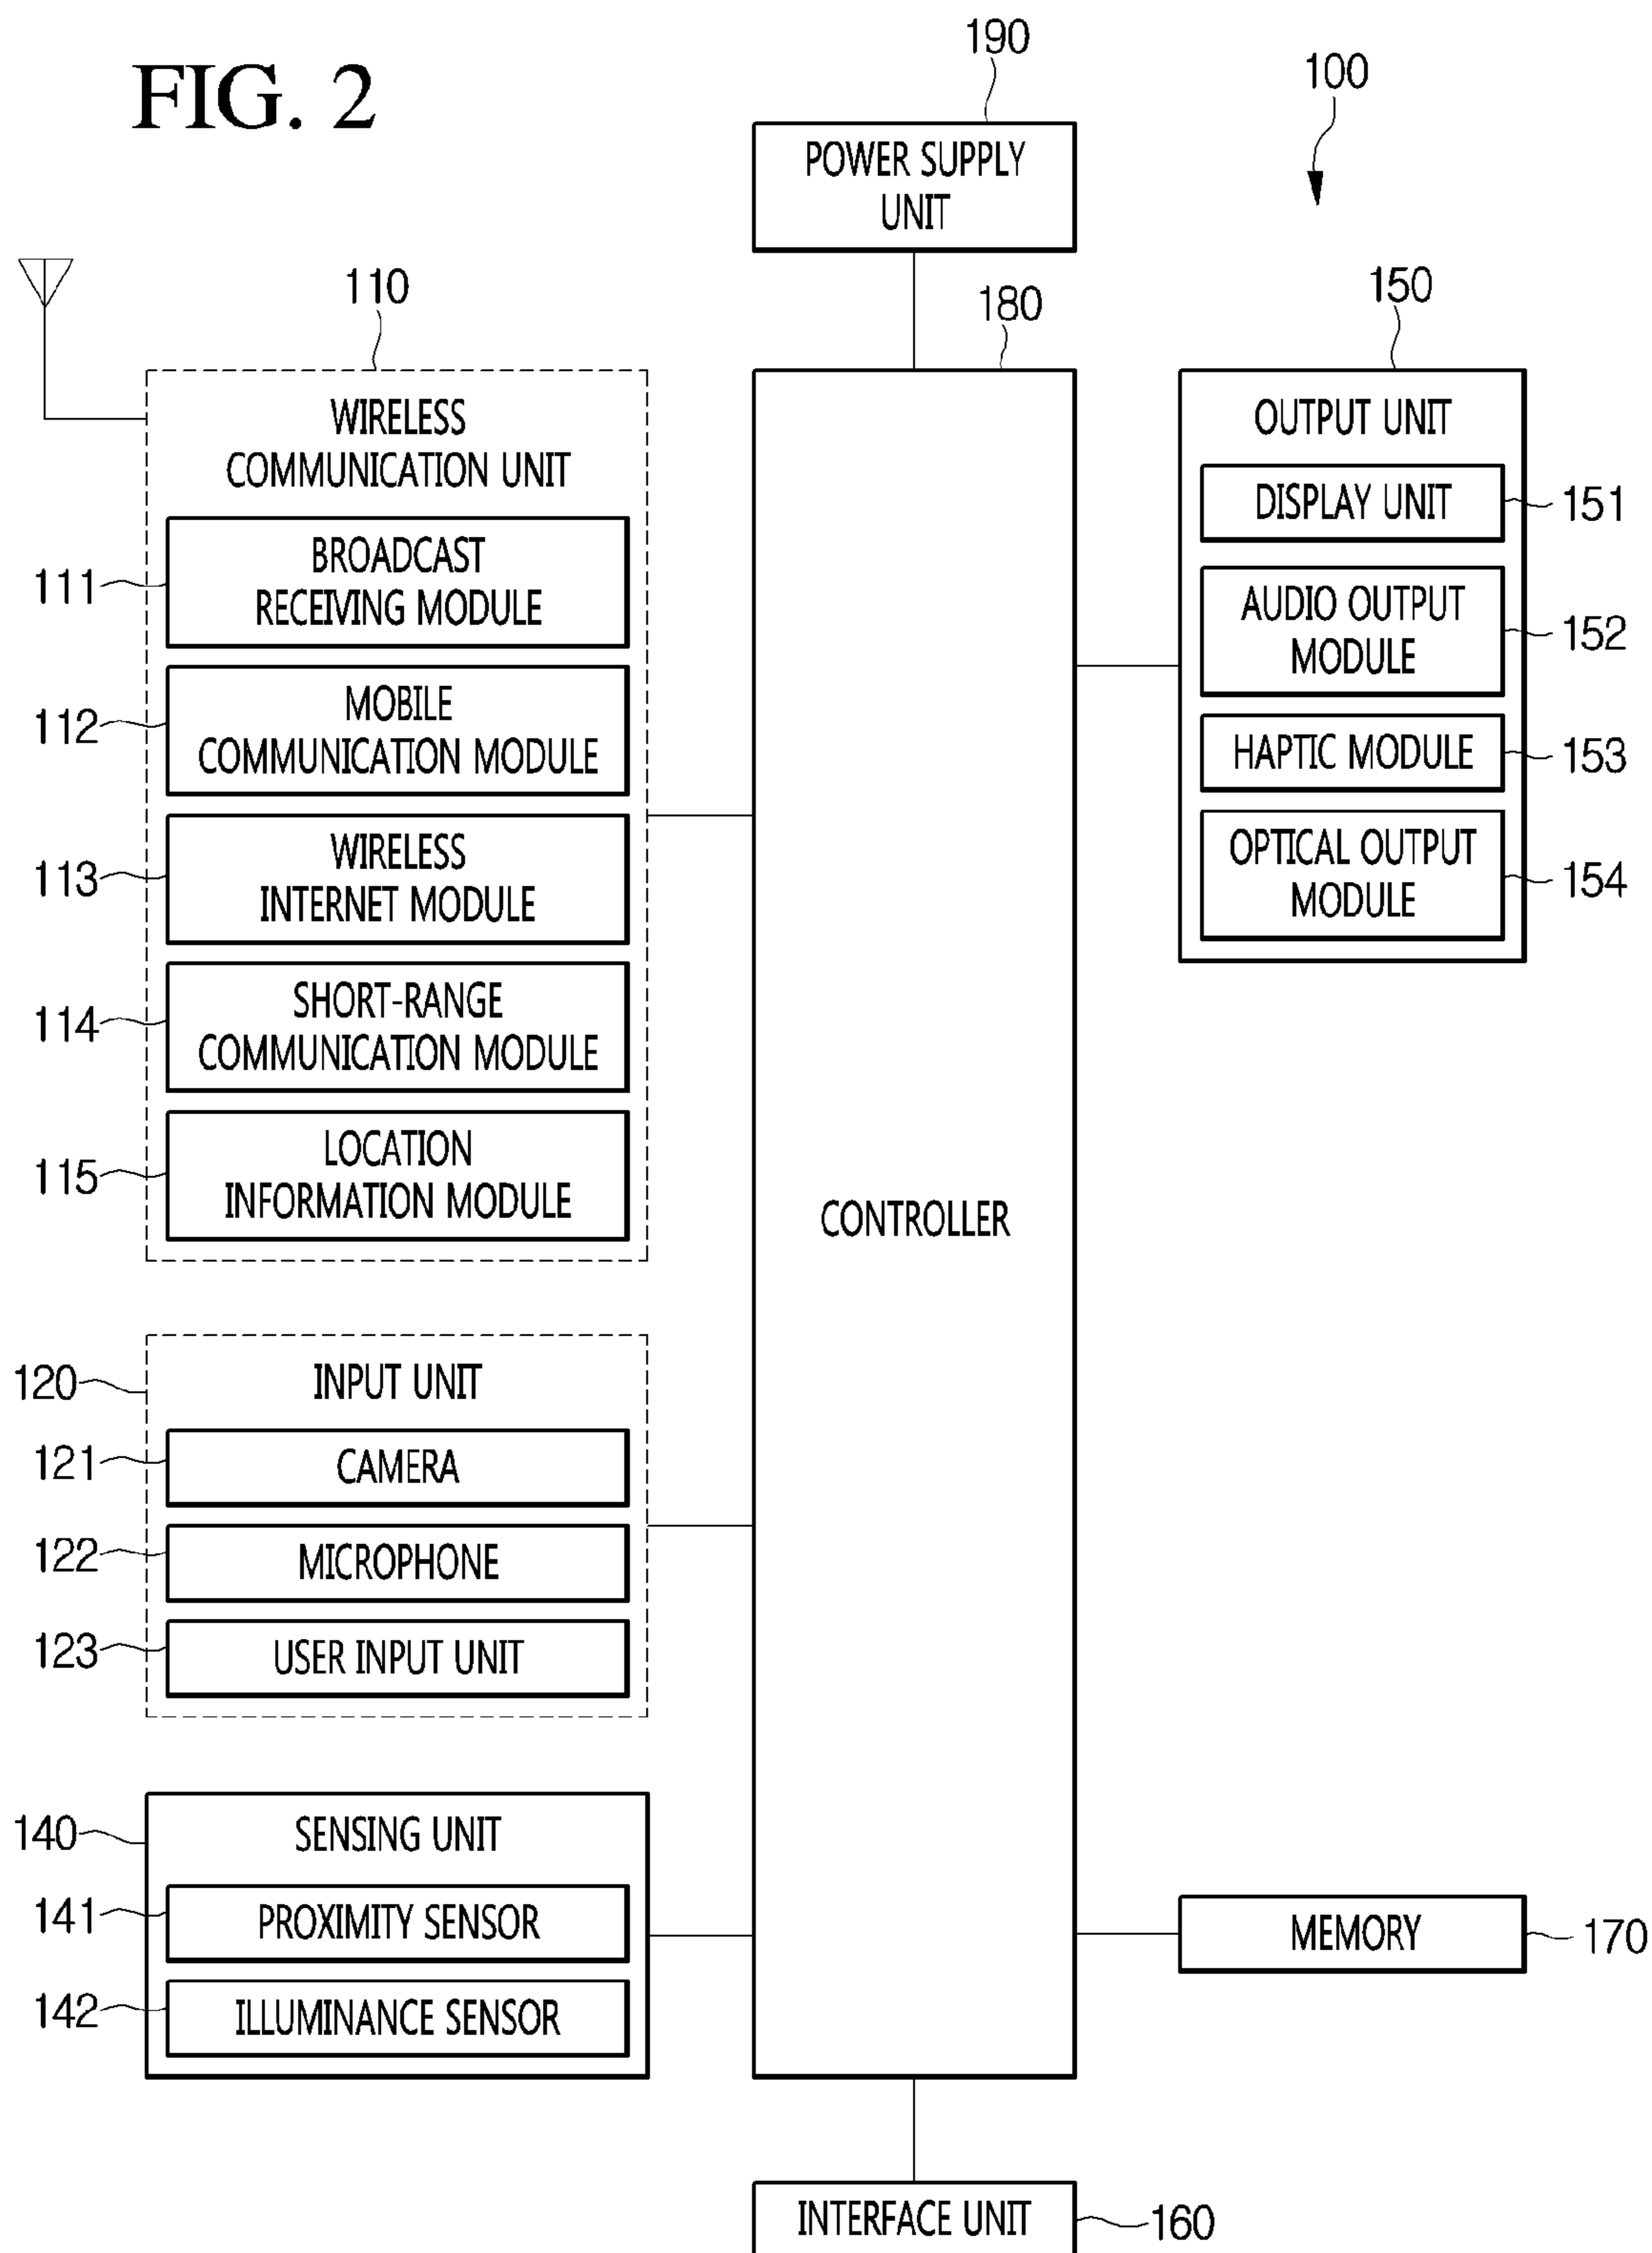 FIG. 2
190
100
POWER SUPPLY
UNIT
110
180
150
WIRELESS
COMMUNICATION UNIT
111
BROADCAST
RECEIVING MODULE
112
MOBILE
COMMUNICATION MODULE
113
WIRELESS
INTERNET MODULE
114
SHORT-RANGE
COMMUNICATION MODULE
115
LOCATION
INFORMATION MODULE
120
INPUT UNIT
121
CAMERA
122
MICROPHONE
123
USER INPUT UNIT
140
SENSING UNIT
141
PROXIMITY SENSOR
142
ILLUMINANCE SENSOR
CONTROLLER
OUTPUT UNIT
DISPLAY UNIT
151
AUDIO OUTPUT
MODULE
152
HAPTIC MODULE
153
OPTICAL OUTPUT
MODULE
154
MEMORY
170
INTERFACE UNIT
160